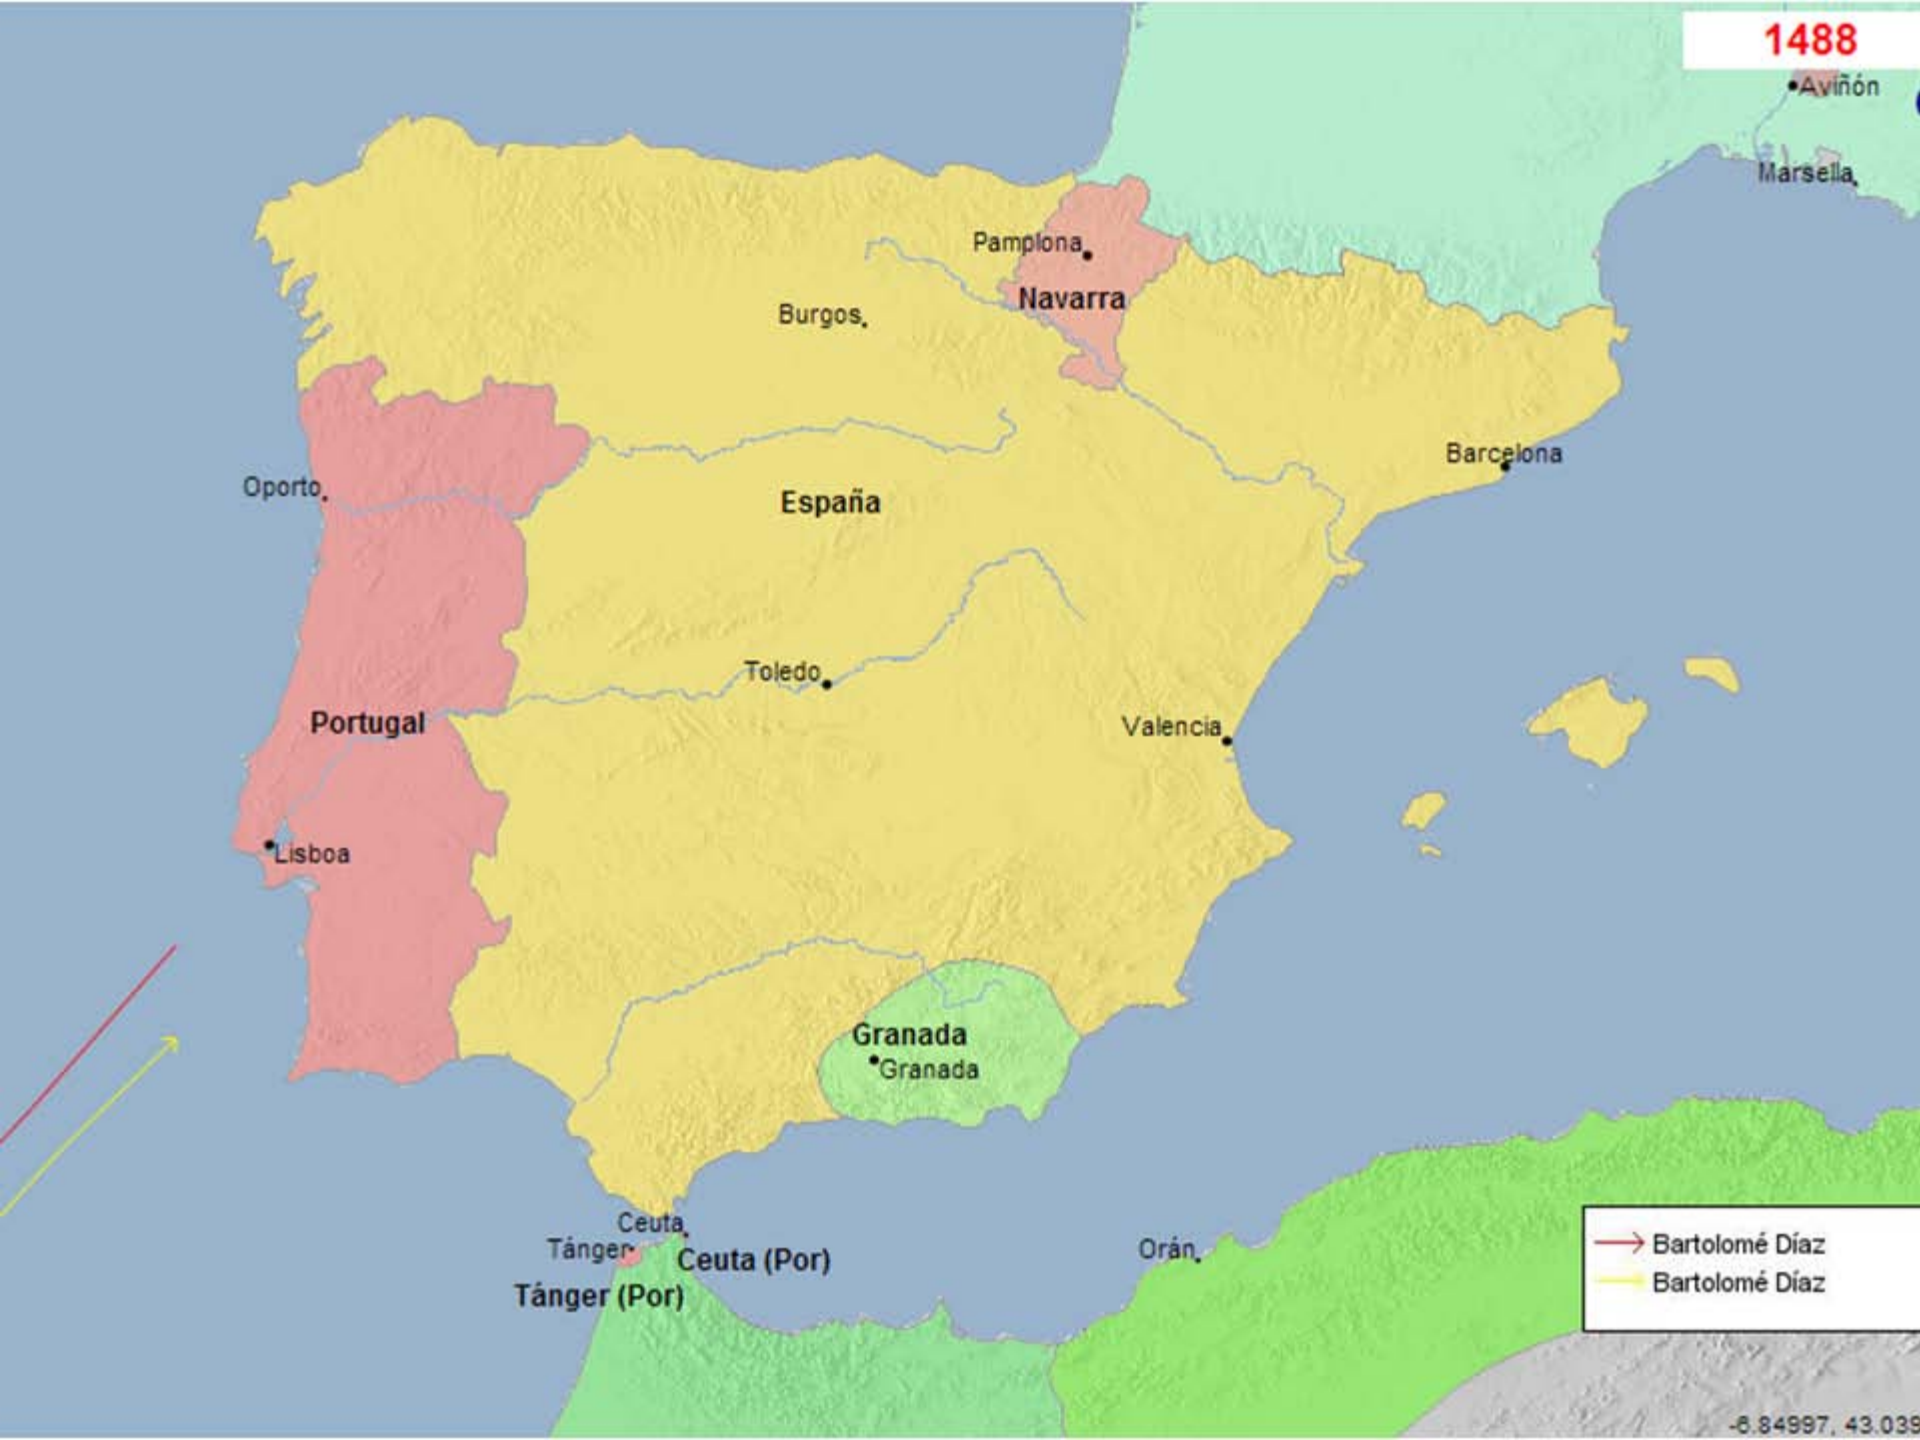 1488
Aviñón
Marsella
Pamplona
Navarra
Burgos
Barcelona
Oporto
España
Toledo
Portugal
Valencia
Lisboa
Granada
Granada
Ceuta
Tánger
Ceuta (Por)
Orán
Tánger (Por)
Bartolomé Díaz
Bartolomé Díaz
-6.84997, 43.039